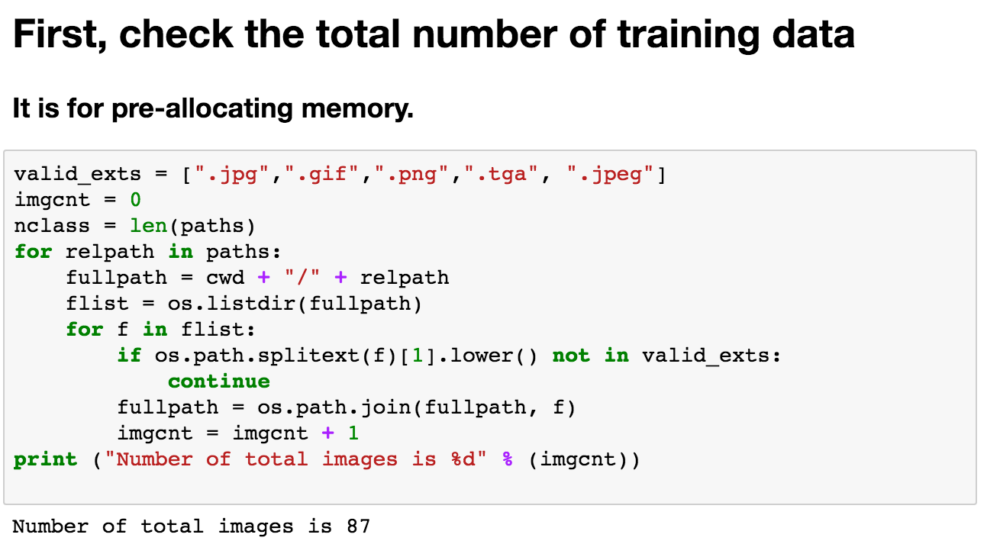 First, check the total number of training data
It is for pre-allocating memory.
valid_exts = [".jpg",".gif",".png",".tga", ".jpeg"]
imgcnt = 0
nclass = len(paths)
for relpath in paths:
    fullpath = cwd + "/" + relpath
    flist = os.listdir(fullpath)
    for f in flist:
        if os.path.splitext(f)[1].lower() not in valid_exts:
            continue
        fullpath = os.path.join(fullpath, f)
        imgcnt = imgcnt + 1
print ("Number of total images is %d" % (imgcnt))
Number of total images is 87